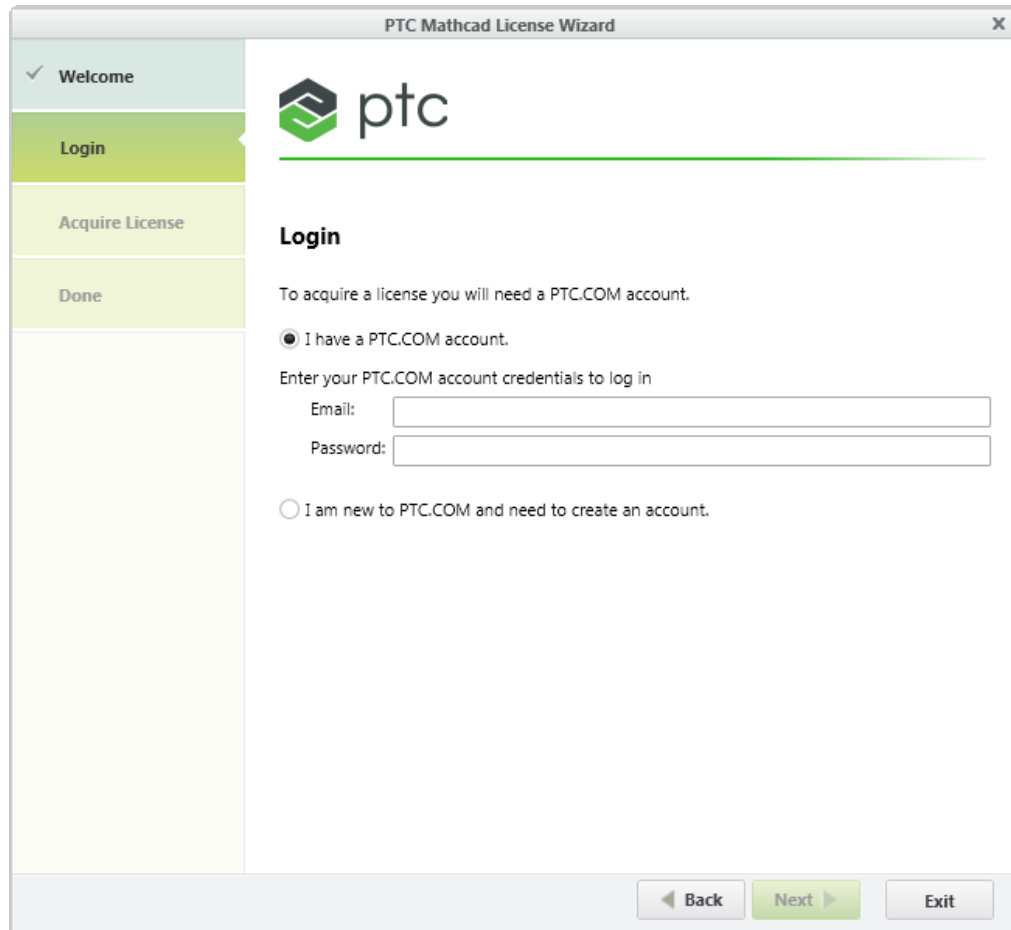 PTC Mathcad License Wizard
Welcome
Login
Acquire License
Done
ptc
Login
To acquire a license you will need a PTC.COM account.
I have a PTC.COM account.
Enter your PTC.COM account credentials to log in
Email:
Password:
I am new to PTC.COM and need to create an account.
Back Next Exit